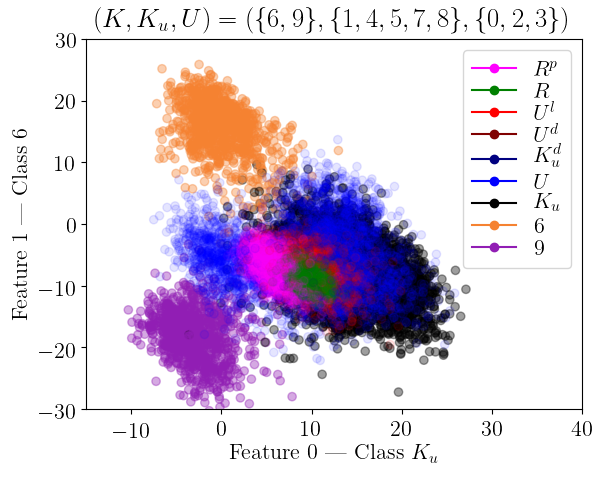 (K, K_u, U) = ({6, 9}, {1, 4, 5, 7, 8}, {0, 2, 3})
30
20
10
0
−10
−20
−30
Feature 1 — Class 6
R^p
R
U^l
U^d
K_u^d
U
K_u
6
9
−10
0
10
20
30
40
Feature 0 — Class K_u